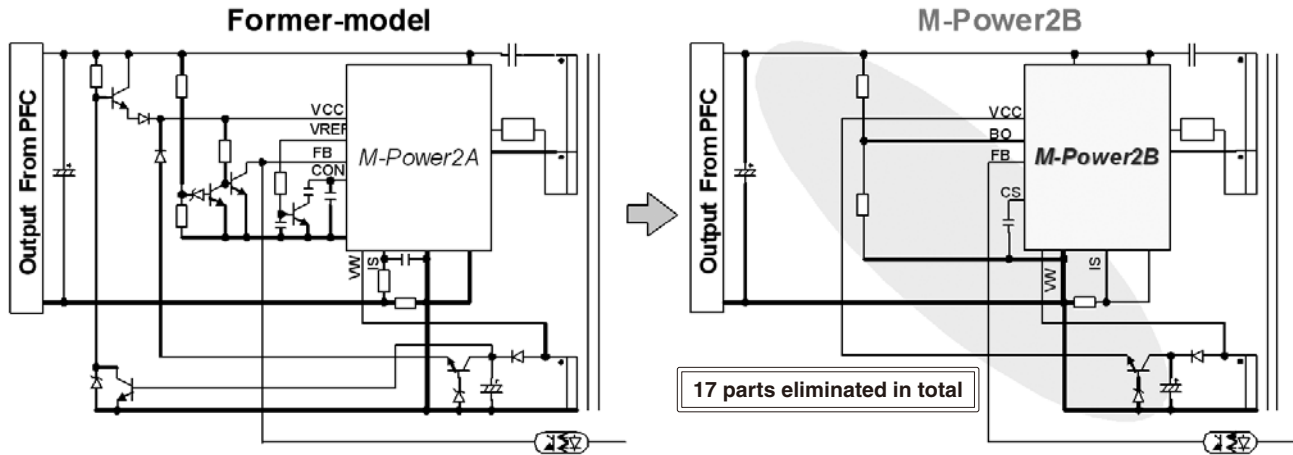 Former-model
M-Power2B
Output From PFC
VCC
VREF
FB
CON
M-Power2A
VW
IS
Output From PFC
VCC
BO
FB
CS
M-Power2B
VW
IS
17 parts eliminated in total